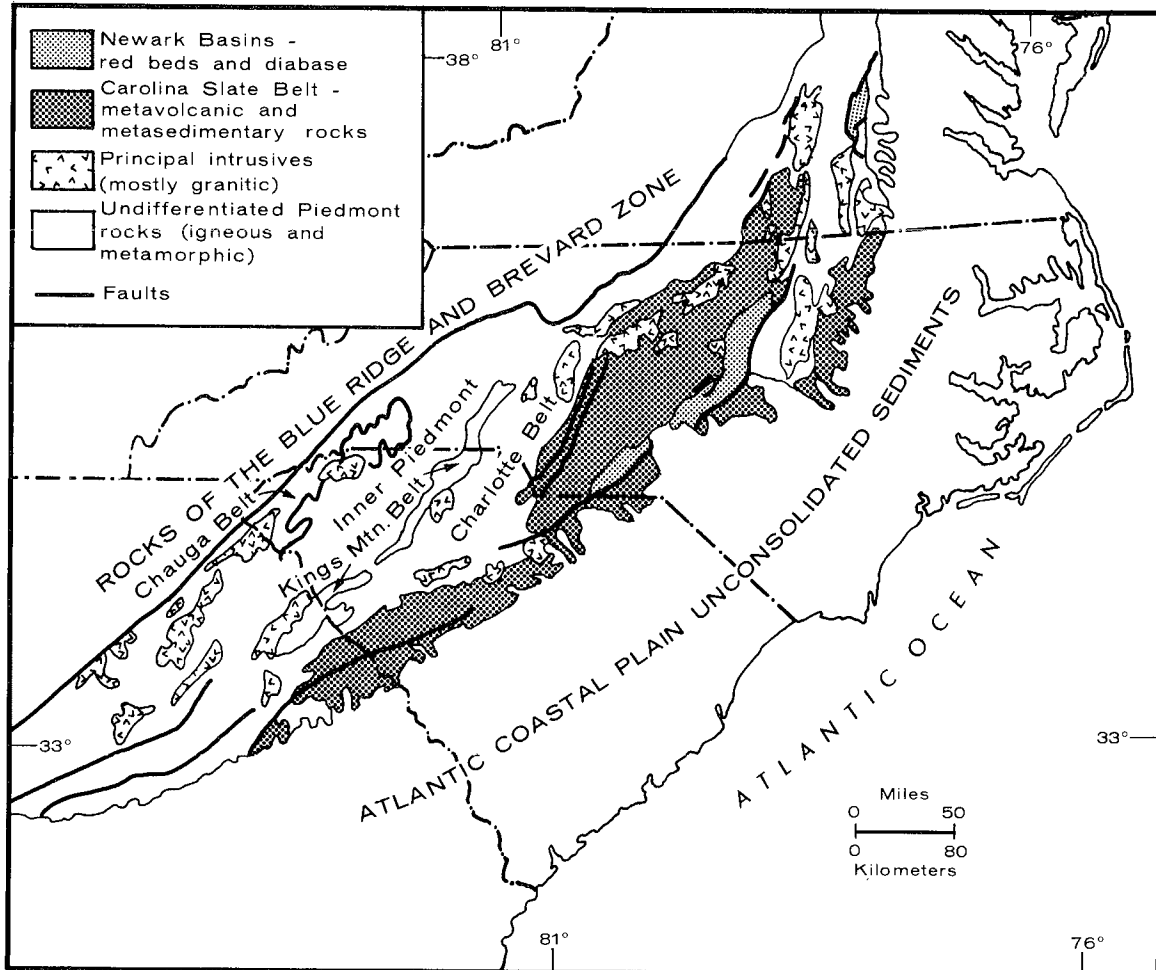 Newark Basins -
red beds and diabase
Carolina Slate Belt -
metavolcanic and
metasedimentary rocks
Principal intrusives
(mostly granitic)
Undifferentiated Piedmont
rocks (igneous and
metamorphic)
Faults
81°
76°
38°
ROCKS OF THE BLUE RIDGE AND BREVARD ZONE
Chauga Belt
Inner Piedmont
Kings Mtn. Belt
Charlotte Belt
ATLANTIC COASTAL PLAIN UNCONSOLIDATED SEDIMENTS
ATLANTIC OCEAN
33°
33°
Miles
0 50
0 80
Kilometers
81°
76°